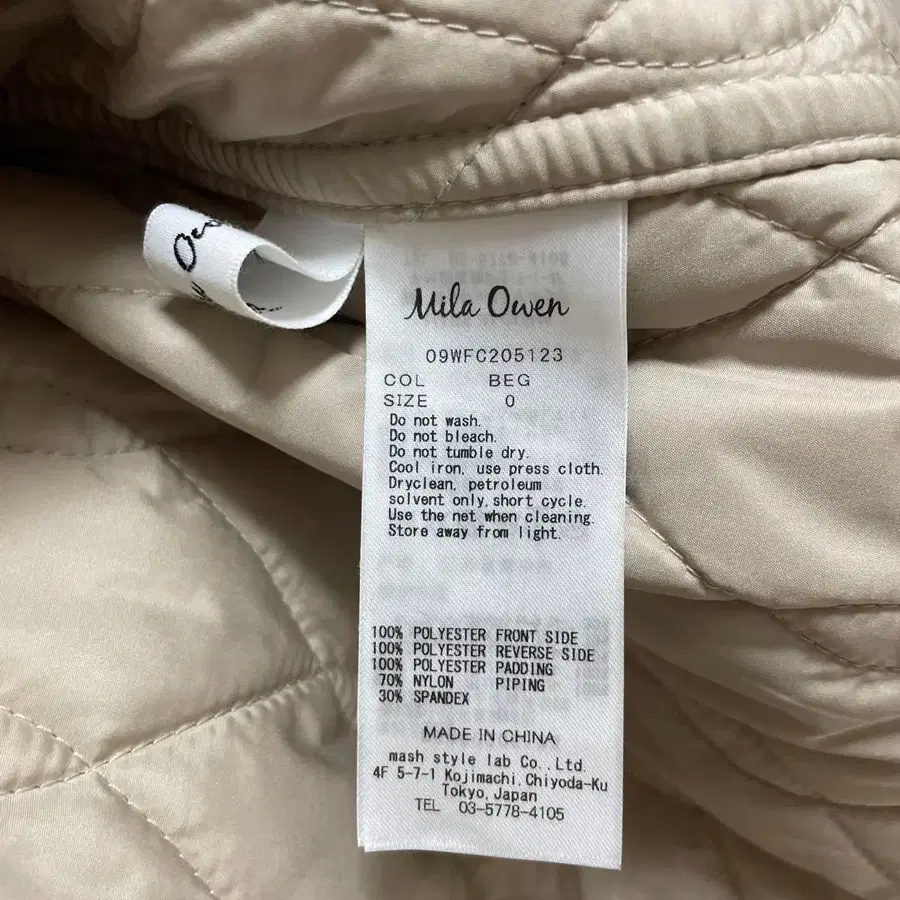 Mila Owen
09WFC205123
COL BEG
SIZE 0
Do not wash.
Do not bleach.
Do not tumble dry.
Cool iron, use press cloth.
Dryclean, petroleum
solvent only, short cycle.
Use the net when cleaning.
Store away from light.
100% POLYESTER FRONT SIDE
100% POLYESTER REVERSE SIDE
100% POLYESTER PADDING
70% NYLON PIPING
30% SPANDEX
MADE IN CHINA
mash style lab Co.,Ltd.
4F 5-7-1 Kojimachi,Chiyoda-Ku
Tokyo,Japan
TEL 03-5778-4105